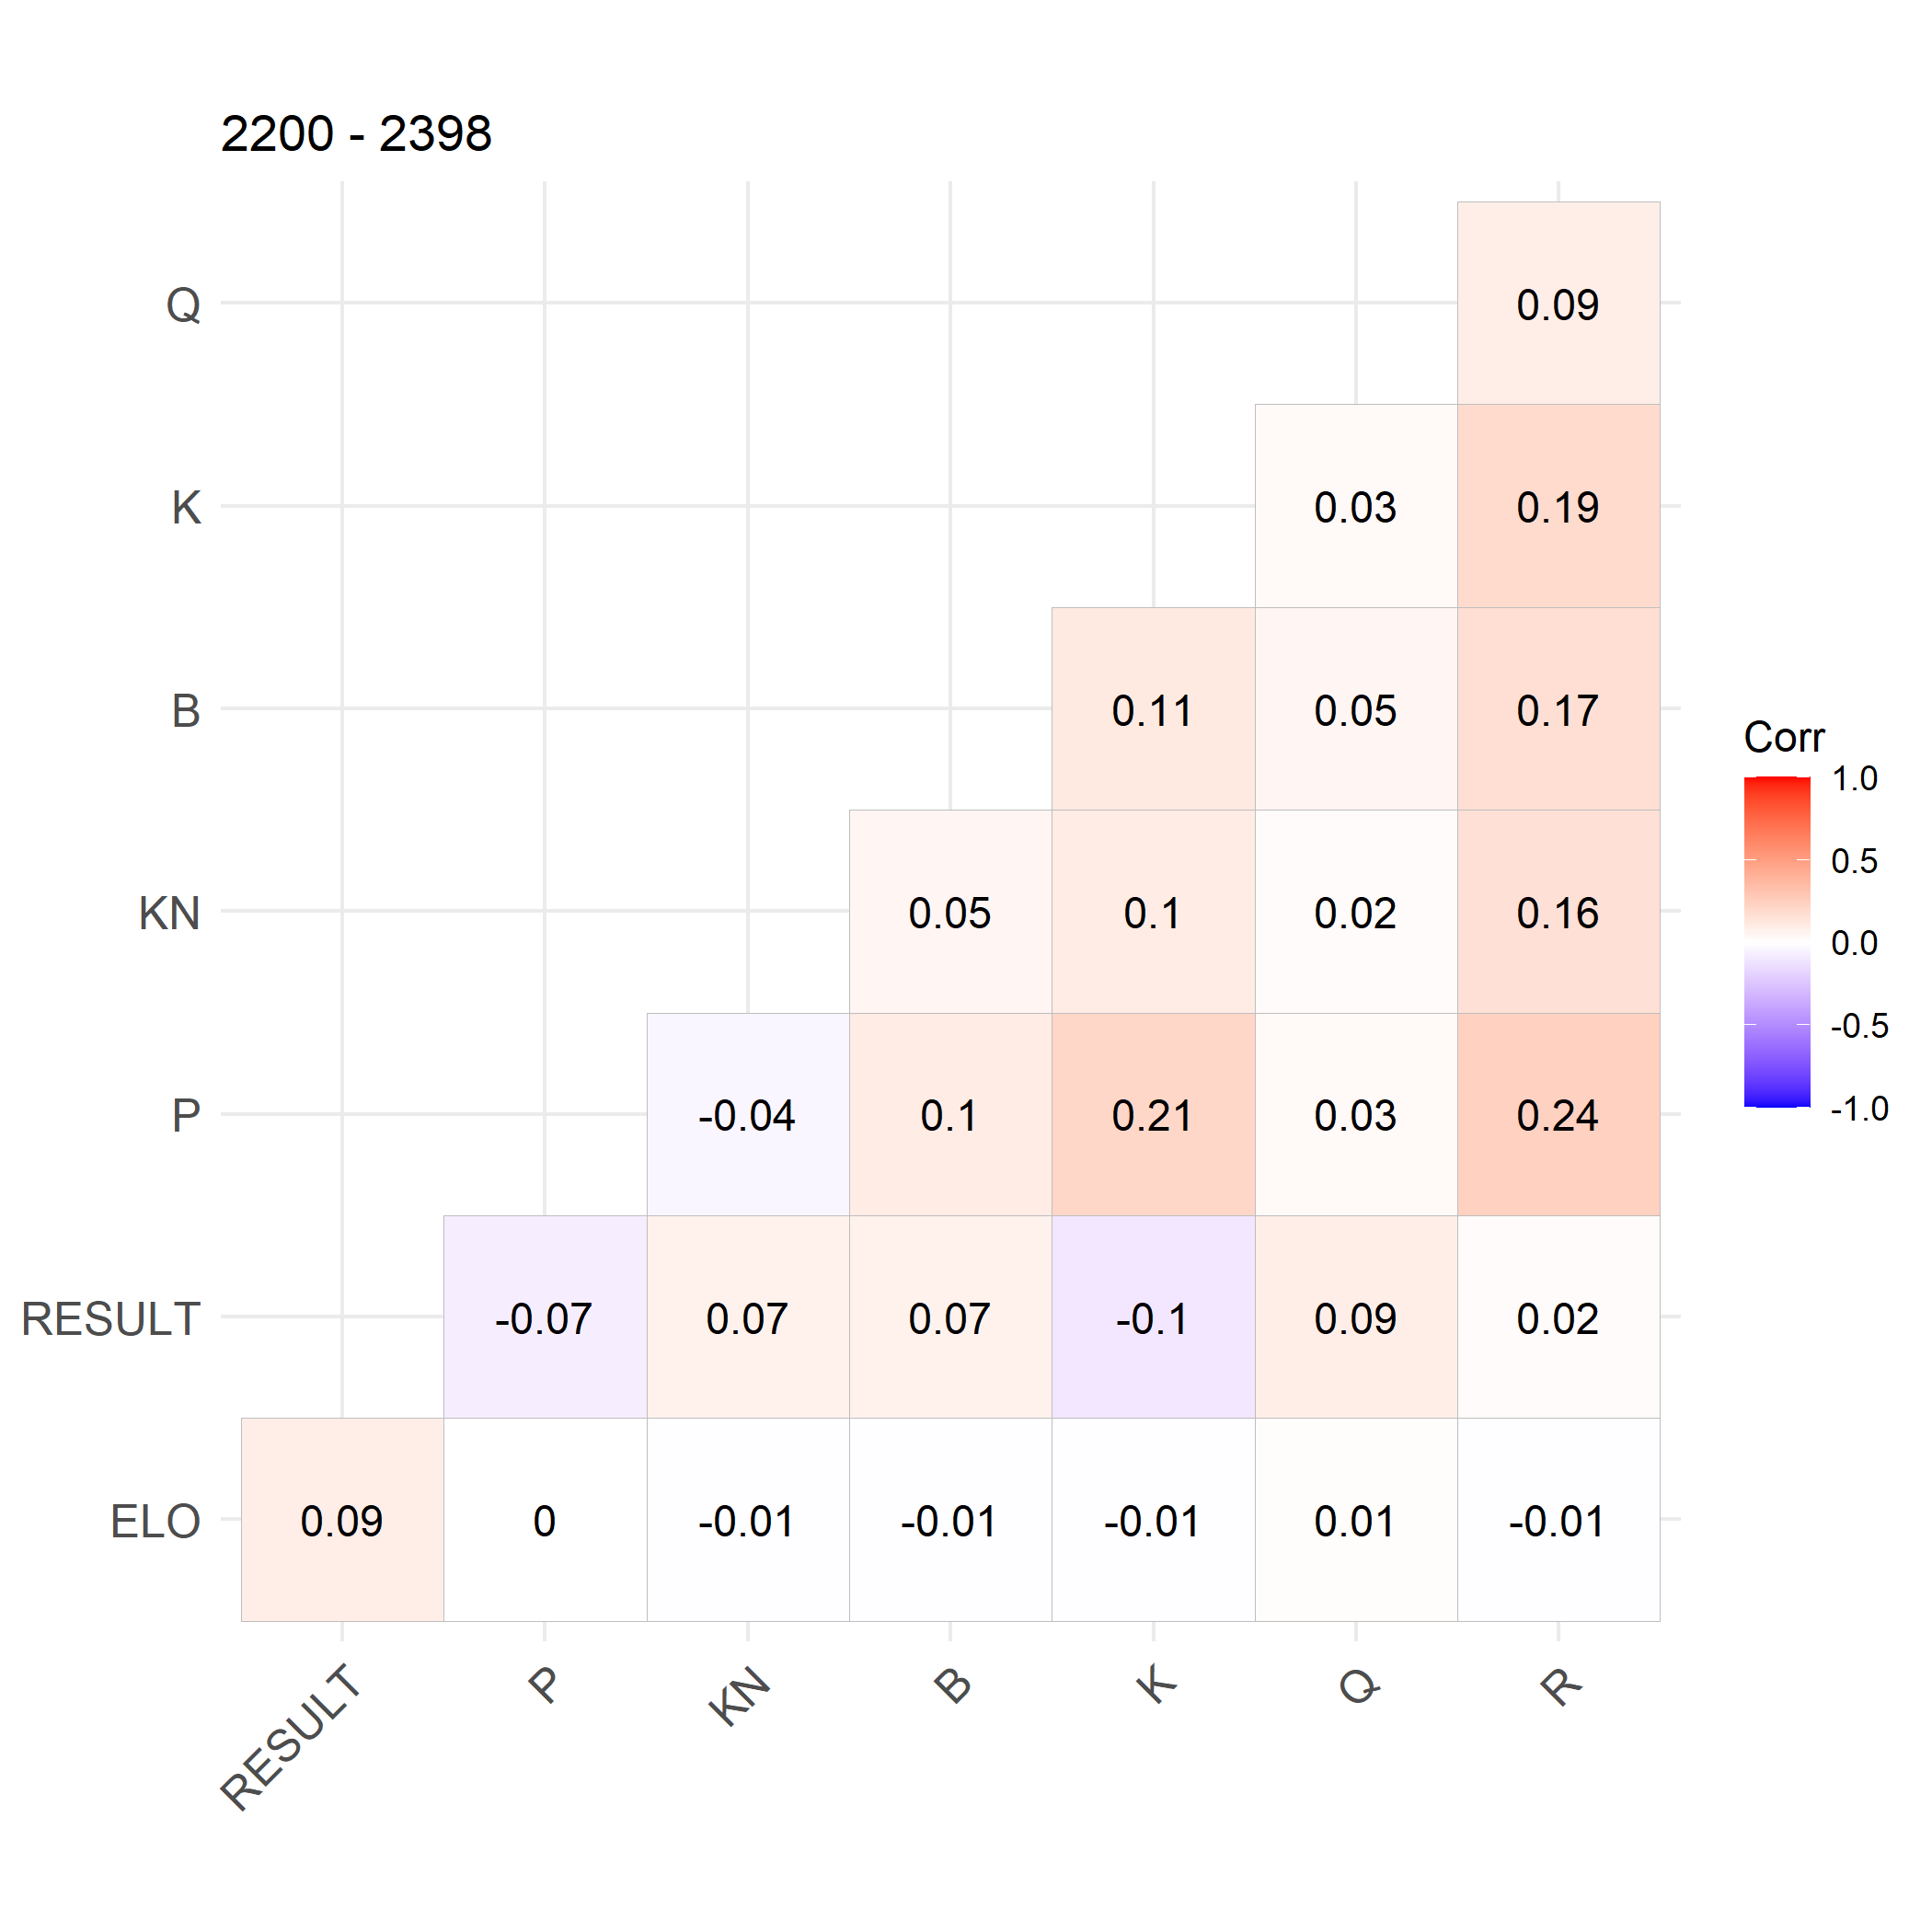 2200 - 2398
Q 0.09
K 0.03 0.19
B 0.11 0.05 0.17
KN 0.05 0.1 0.02 0.16
P -0.04 0.1 0.21 0.03 0.24
RESULT -0.07 0.07 0.07 -0.1 0.09 0.02
ELO 0.09 0 -0.01 -0.01 -0.01 0.01 -0.01
RESULT P KN B K Q R
Corr
1.0
0.5
0.0
-0.5
-1.0